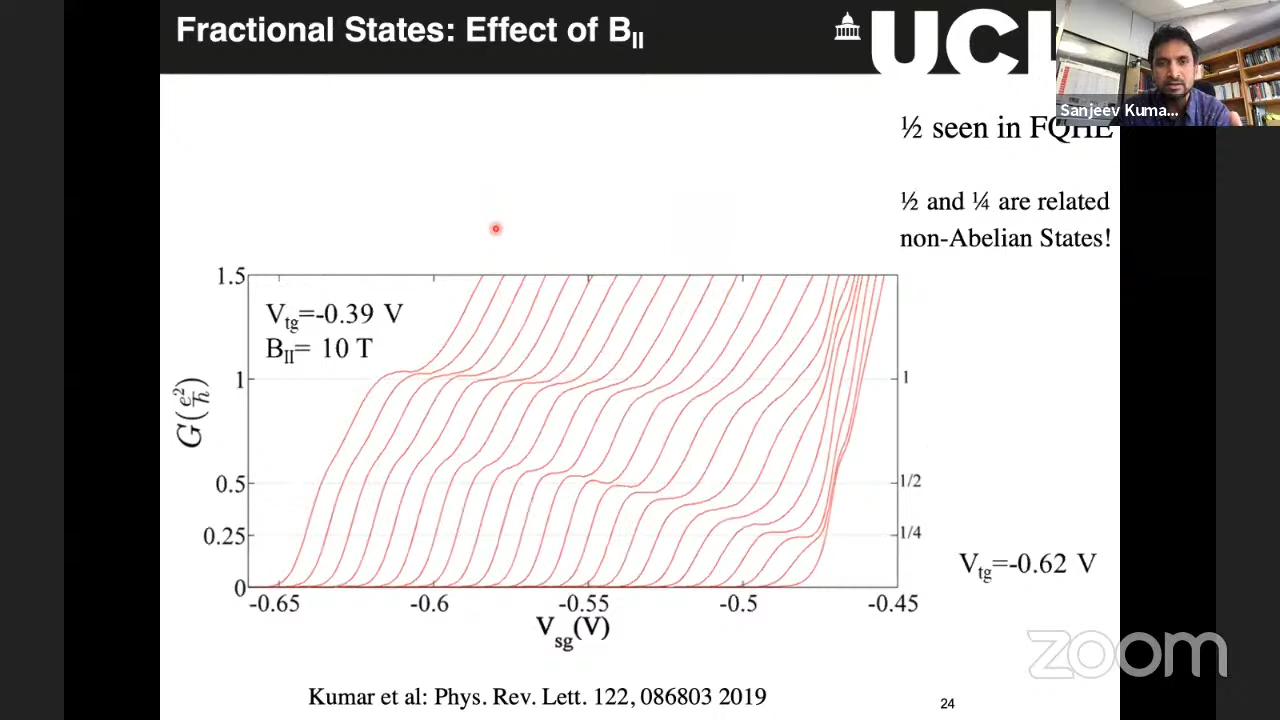 Fractional States: Effect of B||
UCL
Sanjeev Kuma...
½ seen in FQHE
½ and ¼ are related
non-Abelian States!
1.5
Vtg=-0.39 V
B||= 10 T
1
1
G(e²/h)
0.5
1/2
0.25
1/4
Vtg=-0.62 V
0
-0.65
-0.6
-0.55
-0.5
-0.45
Vsg(V)
zoom
Kumar et al: Phys. Rev. Lett. 122, 086803 2019
24